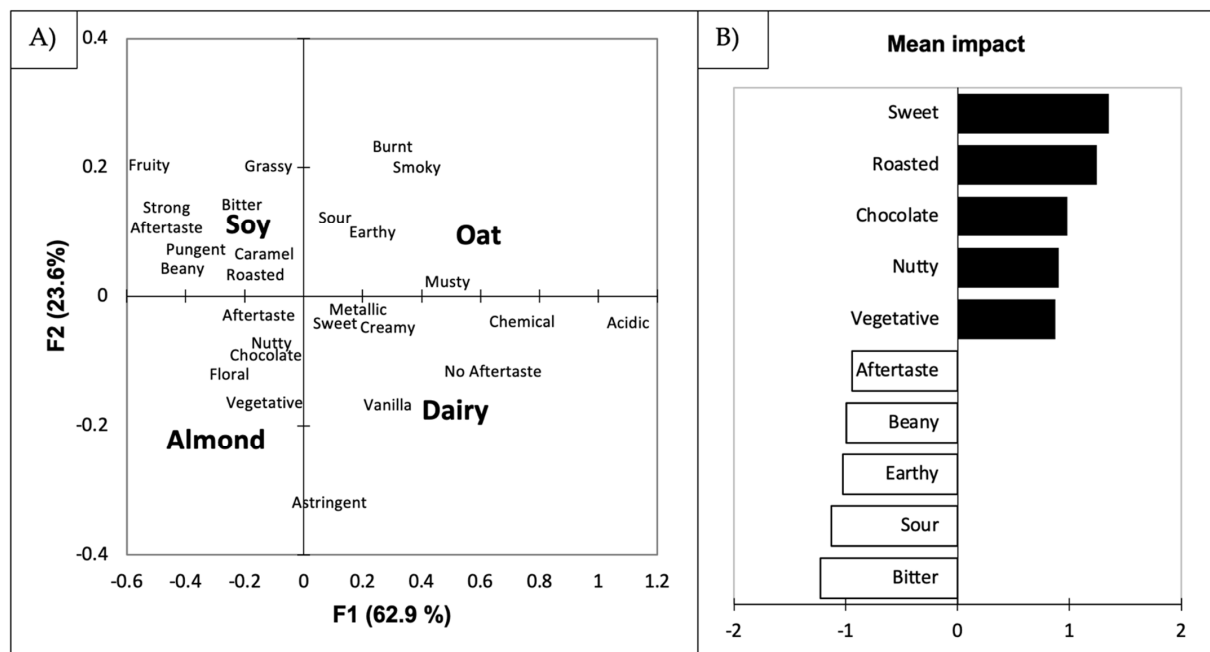 A)
0.4
Burnt
Fruity
0.2
Grassy
Smoky
Strong
Bitter
Aftertaste
Soy
Sour
Earthy
Oat
Pungent
Caramel
Beany
Roasted
Musty
0
Aftertaste
Metallic
Sweet
Creamy
Chemical
Acidic
Nutty
Chocolate
Floral
No Aftertaste
Vegetative
Vanilla
Dairy
-0.2
Almond
Astringent
-0.4
-0.6
-0.4
-0.2
0
0.2
0.4
0.6
0.8
1
1.2
F2 (23.6%)
F1 (62.9 %)
B)
Mean impact
Sweet
Roasted
Chocolate
Nutty
Vegetative
Aftertaste
Beany
Earthy
Sour
Bitter
-2
-1
0
1
2